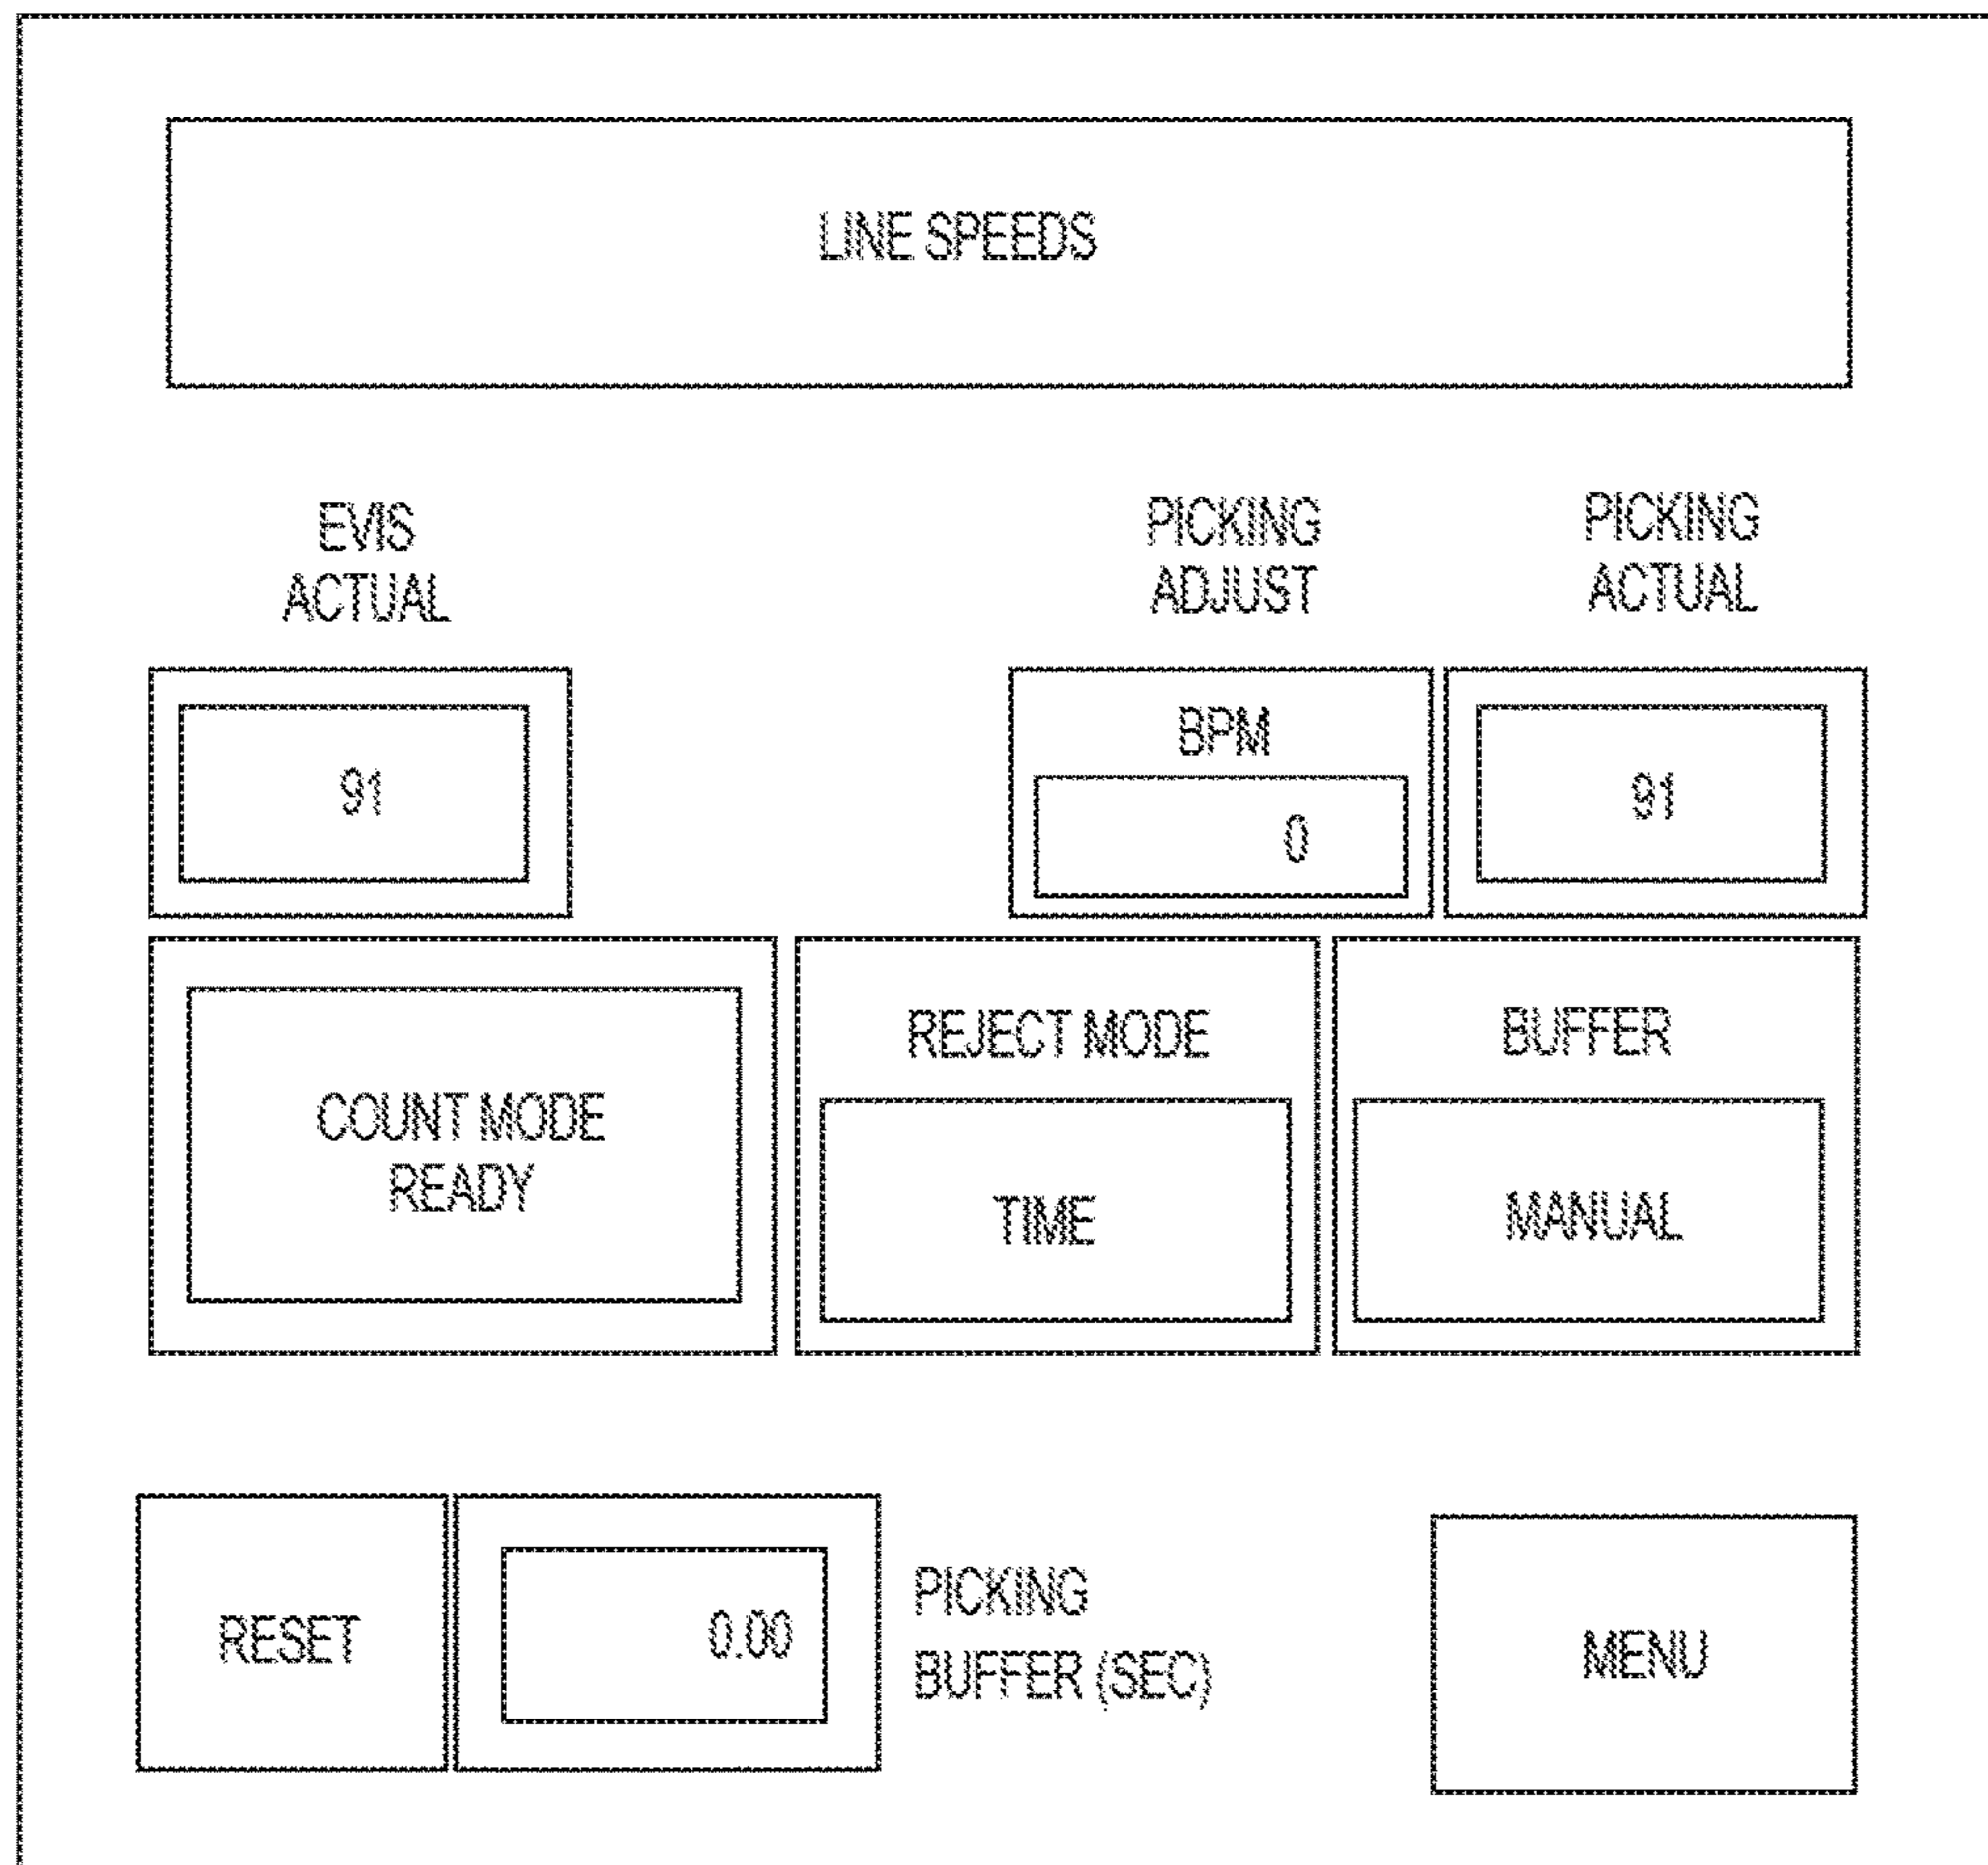 LINE SPEEDS
EVIS
ACTUAL
PICKING
ADJUST
PICKING
ACTUAL
91
BPM
0
91
COUNT MODE
READY
REJECT MODE
TIME
BUFFER
MANUAL
RESET
0.00
PICKING
BUFFER (SEC)
MENU